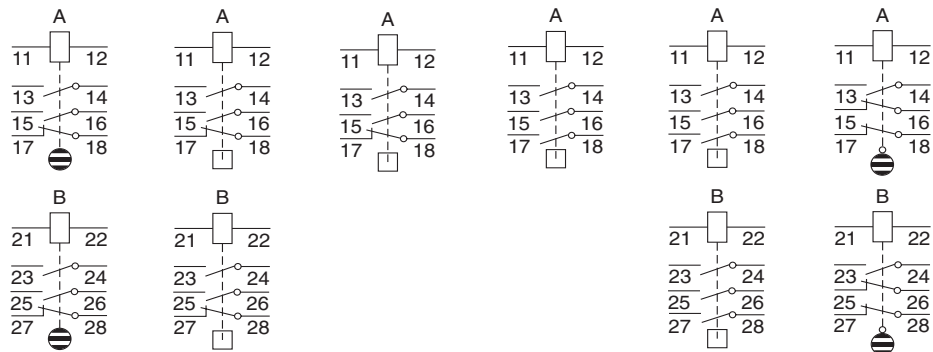 A A A A A A
11 12 11 12 11 12 11 12 11 12 11 12
13 14 13 14 13 14 13 14 13 14 13 14
15 16 15 16 15 16 15 16 15 16 15 16
17 18 17 18 17 18 17 18 17 18 17 18
B B B B
21 22 21 22 21 22 21 22
23 24 23 24 23 24 23 24
25 26 25 26 25 26 25 26
27 28 27 28 27 28 27 28